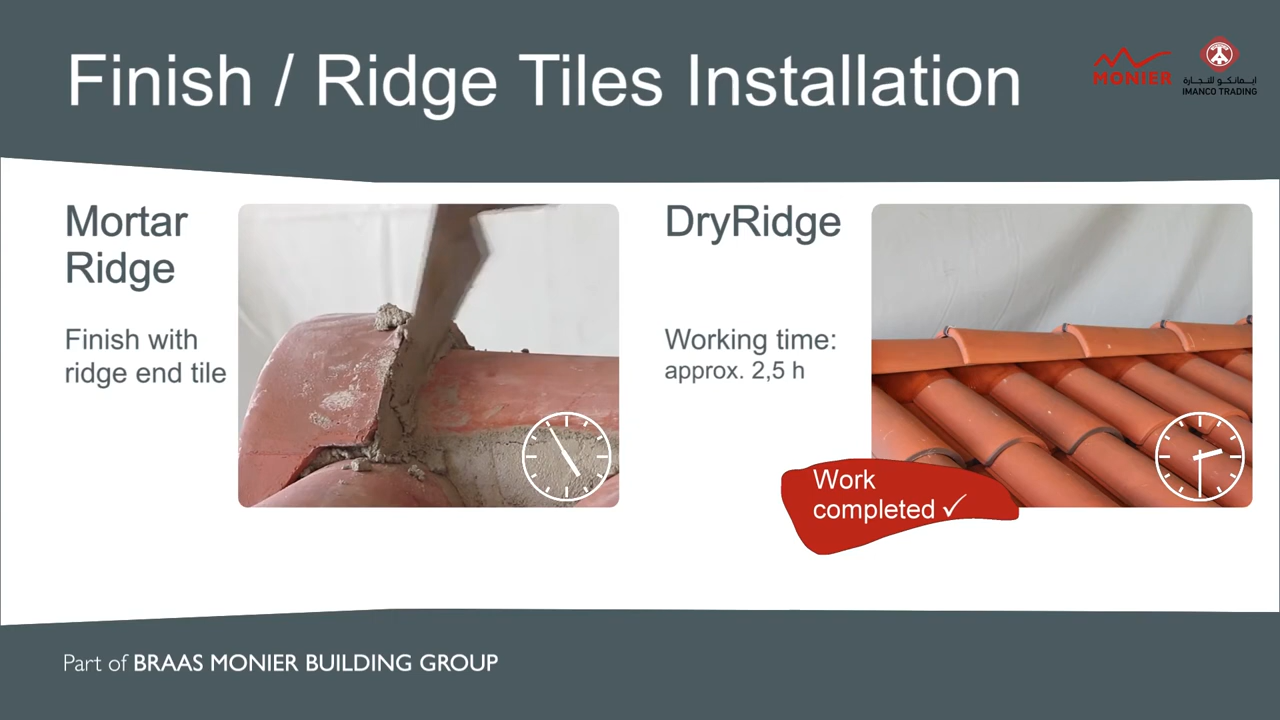 Finish / Ridge Tiles Installation
MONIER
ايمانكو للتجارة
IMANCO TRADING
Mortar
Ridge
Finish with
ridge end tile
DryRidge
Working time:
approx. 2,5 h
Work
completed ✓
Part of BRAAS MONIER BUILDING GROUP